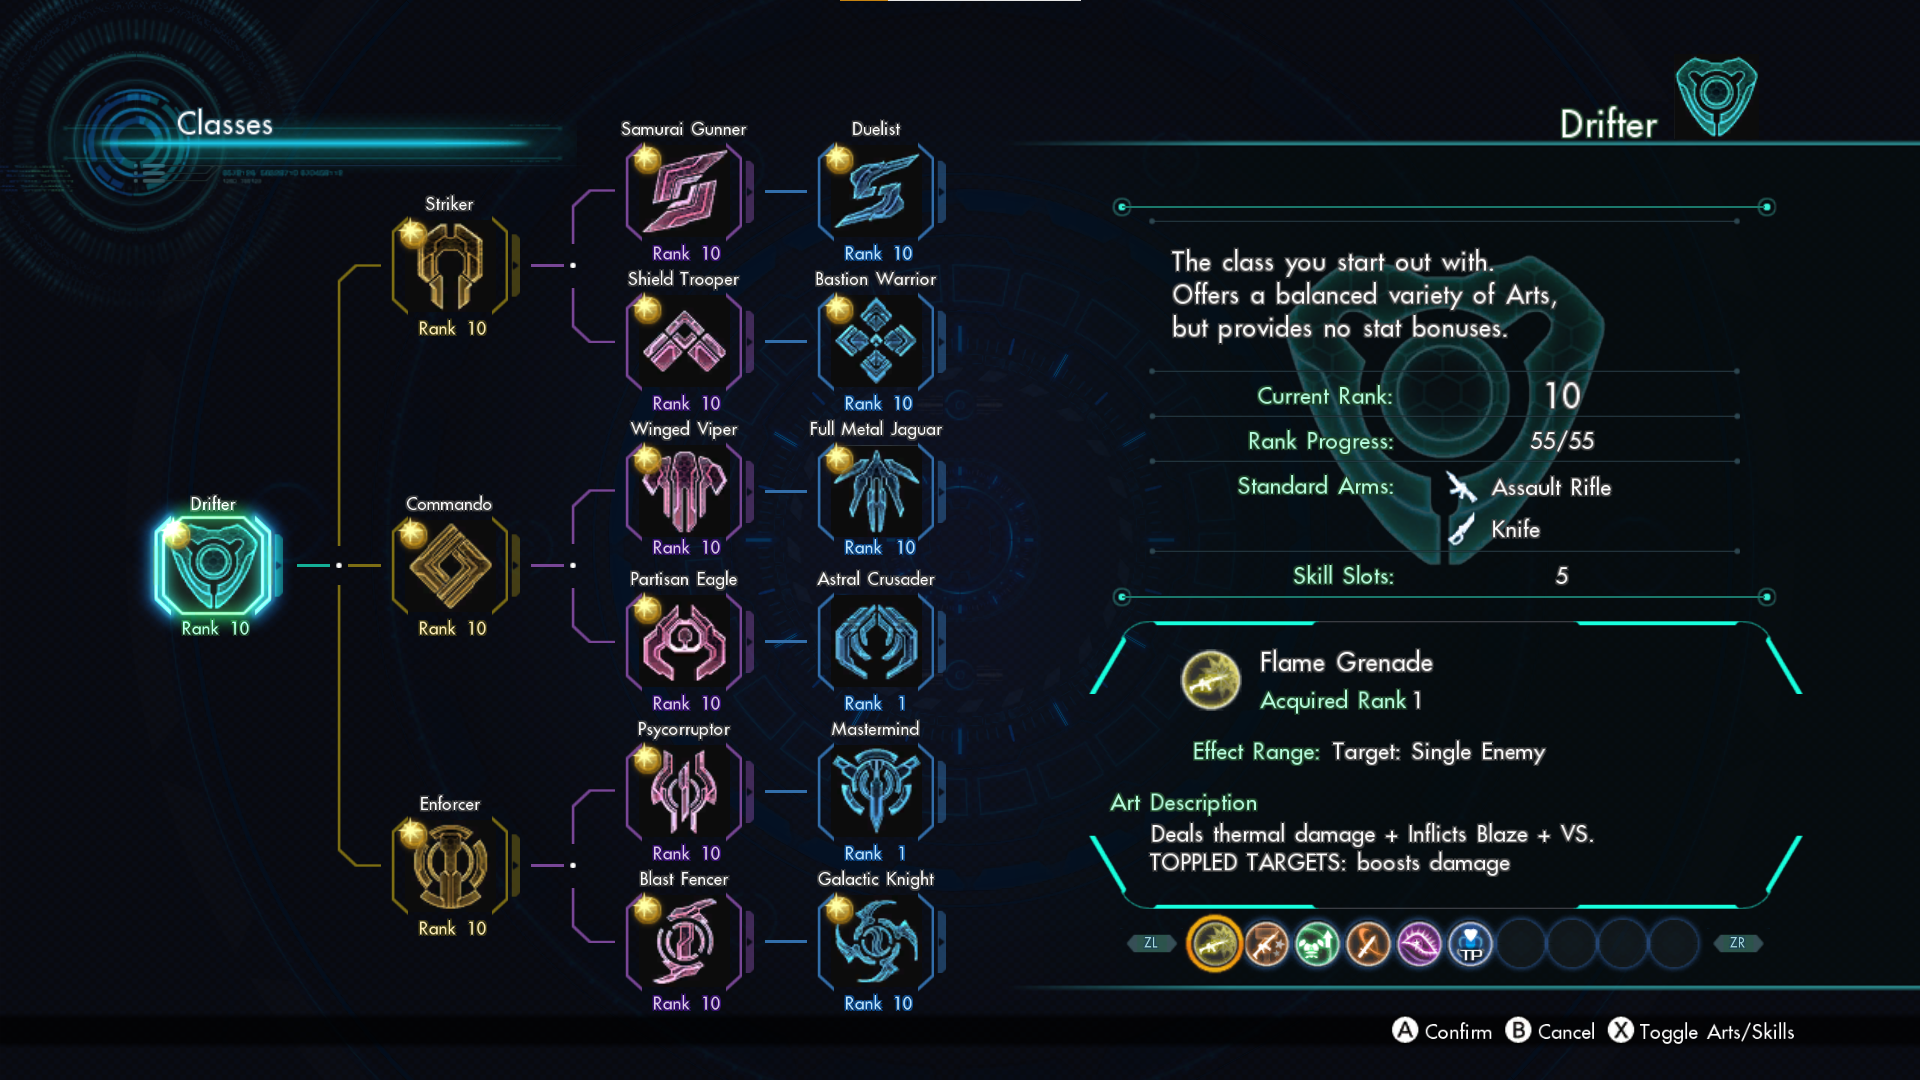 Classes
Drifter
Samurai Gunner
Rank 10
Duelist
Rank 10
Striker
Rank 10
Shield Trooper
Rank 10
Bastion Warrior
Rank 10
Winged Viper
Rank 10
Full Metal Jaguar
Rank 10
Drifter
Rank 10
Commando
Rank 10
Partisan Eagle
Rank 10
Astral Crusader
Rank 1
Psycorruptor
Rank 10
Mastermind
Rank 1
Enforcer
Rank 10
Blast Fencer
Rank 10
Galactic Knight
Rank 10
The class you start out with.
Offers a balanced variety of Arts,
but provides no stat bonuses.
Current Rank: 10
Rank Progress: 55/55
Standard Arms: Assault Rifle
Knife
Skill Slots: 5
Flame Grenade
Acquired Rank 1
Effect Range: Target: Single Enemy
Art Description
Deals thermal damage + Inflicts Blaze + VS.
TOPPLED TARGETS: boosts damage
ZL TP ZR
A Confirm B Cancel X Toggle Arts/Skills